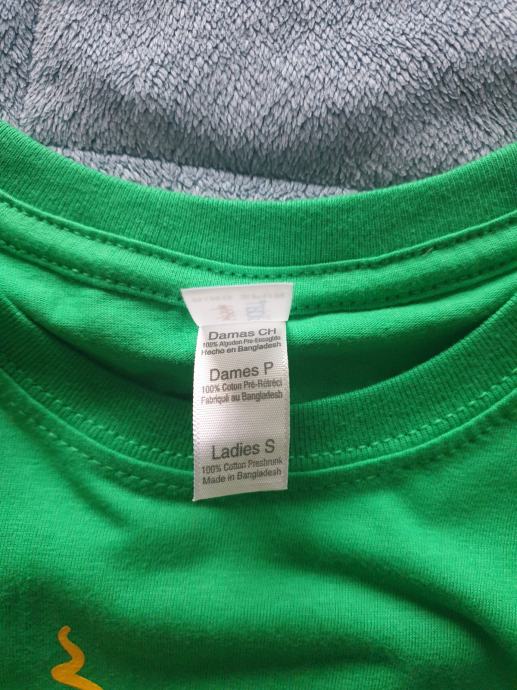 Damas CH
100% Algodon Pre-Encogido
Hecho en Bangladesh
Dames P
100% Coton Pré-Rétréci
Fabriqué au Bangladesh
Ladies S
100% Cotton Preshrunk
Made in Bangladesh